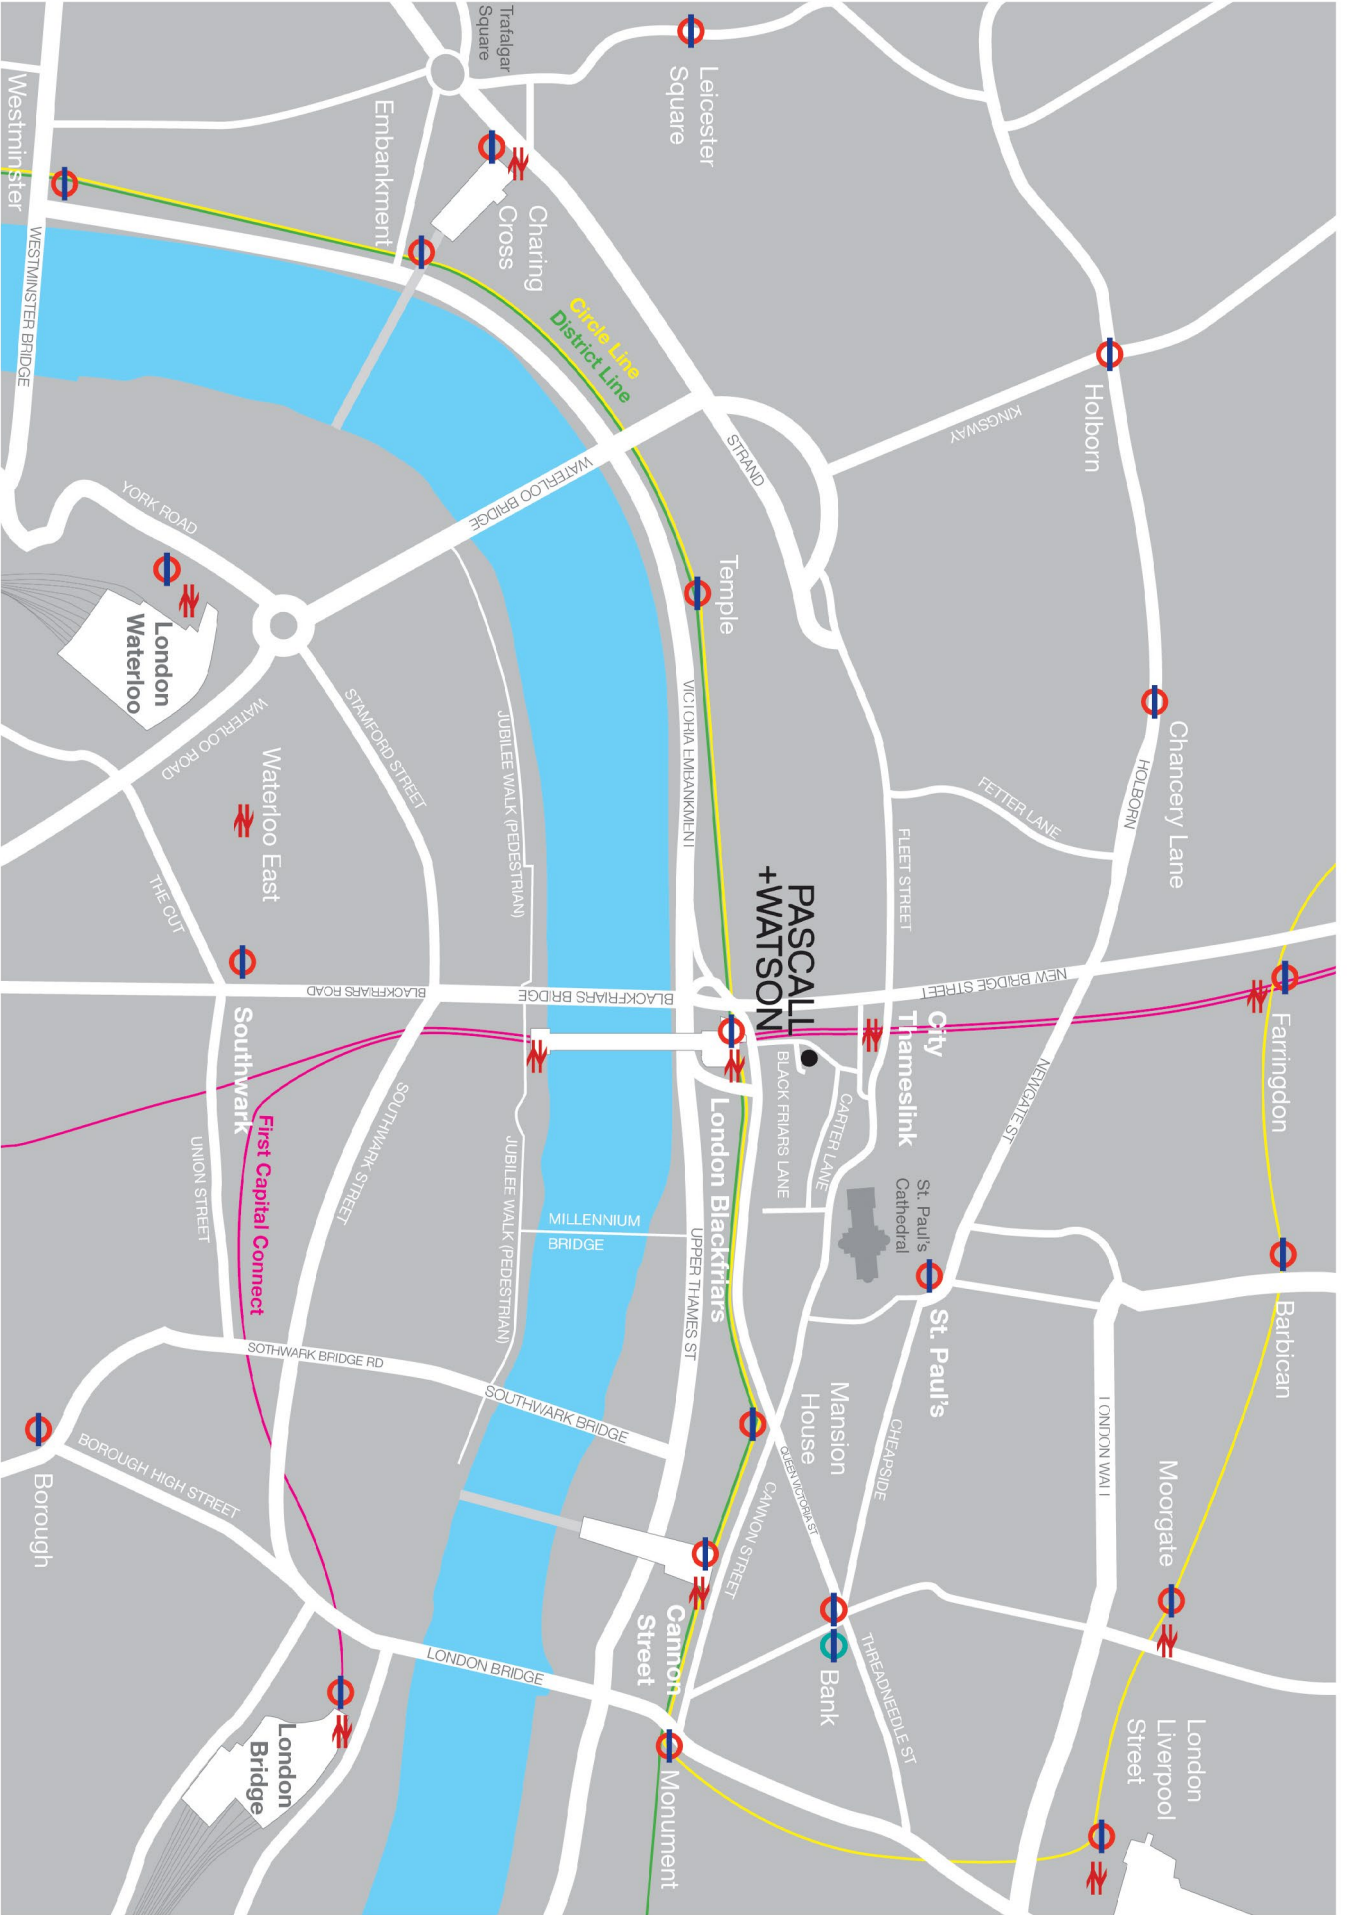 Leicester
Square
Trafalgar
Square
Charing
Cross
Embankment
Westminster
WESTMINSTER BRIDGE
Circle Line
District Line
Holborn
KINGSWAY
STRAND
WATERLOO BRIDGE
YORK ROAD
London
Waterloo
Temple
Chancery Lane
HOLBORN
FETTER LANE
FLEET STREET
VICTORIA EMBANKMENT
JUBILEE WALK (PEDESTRIAN)
STAMFORD STREET
WATERLOO ROAD
Waterloo East
THE CUT
PASCALL
+WATSON
NEW BRIDGE STREET
BLACKFRIARS BRIDGE
BLACKFRIARS ROAD
Southwark
City
Thameslink
Farringdon
NEWGATE ST
BLACK FRIARS LANE
CARTER LANE
London Blackfriars
SOUTHWARK STREET
First Capital Connect
UNION STREET
JUBILEE WALK (PEDESTRIAN)
MILLENNIUM
BRIDGE
UPPER THAMES ST
St. Paul's
Cathedral
St. Paul's
Barbican
SOTHWARK BRIDGE RD
SOUTHWARK BRIDGE
Mansion
House
CHEAPSIDE
LONDON WALL
Moorgate
QUEEN VICTORIA ST
CANNON STREET
Borough
BOROUGH HIGH STREET
Cannon
Street
Bank
THREADNEEDLE ST
LONDON BRIDGE
London
Bridge
Monument
London
Liverpool
Street